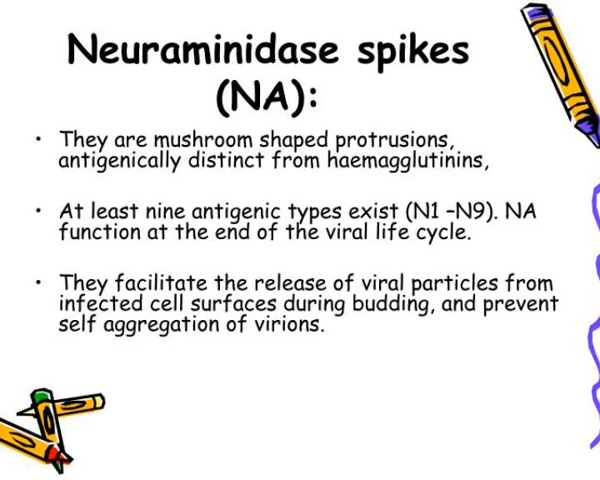 Neuraminidase spikes
(NA):
• They are mushroom shaped protrusions,
antigenically distinct from haemagglutinins,
• At least nine antigenic types exist (N1 –N9). NA
function at the end of the viral life cycle.
• They facilitate the release of viral particles from
infected cell surfaces during budding, and prevent
self aggregation of virions.